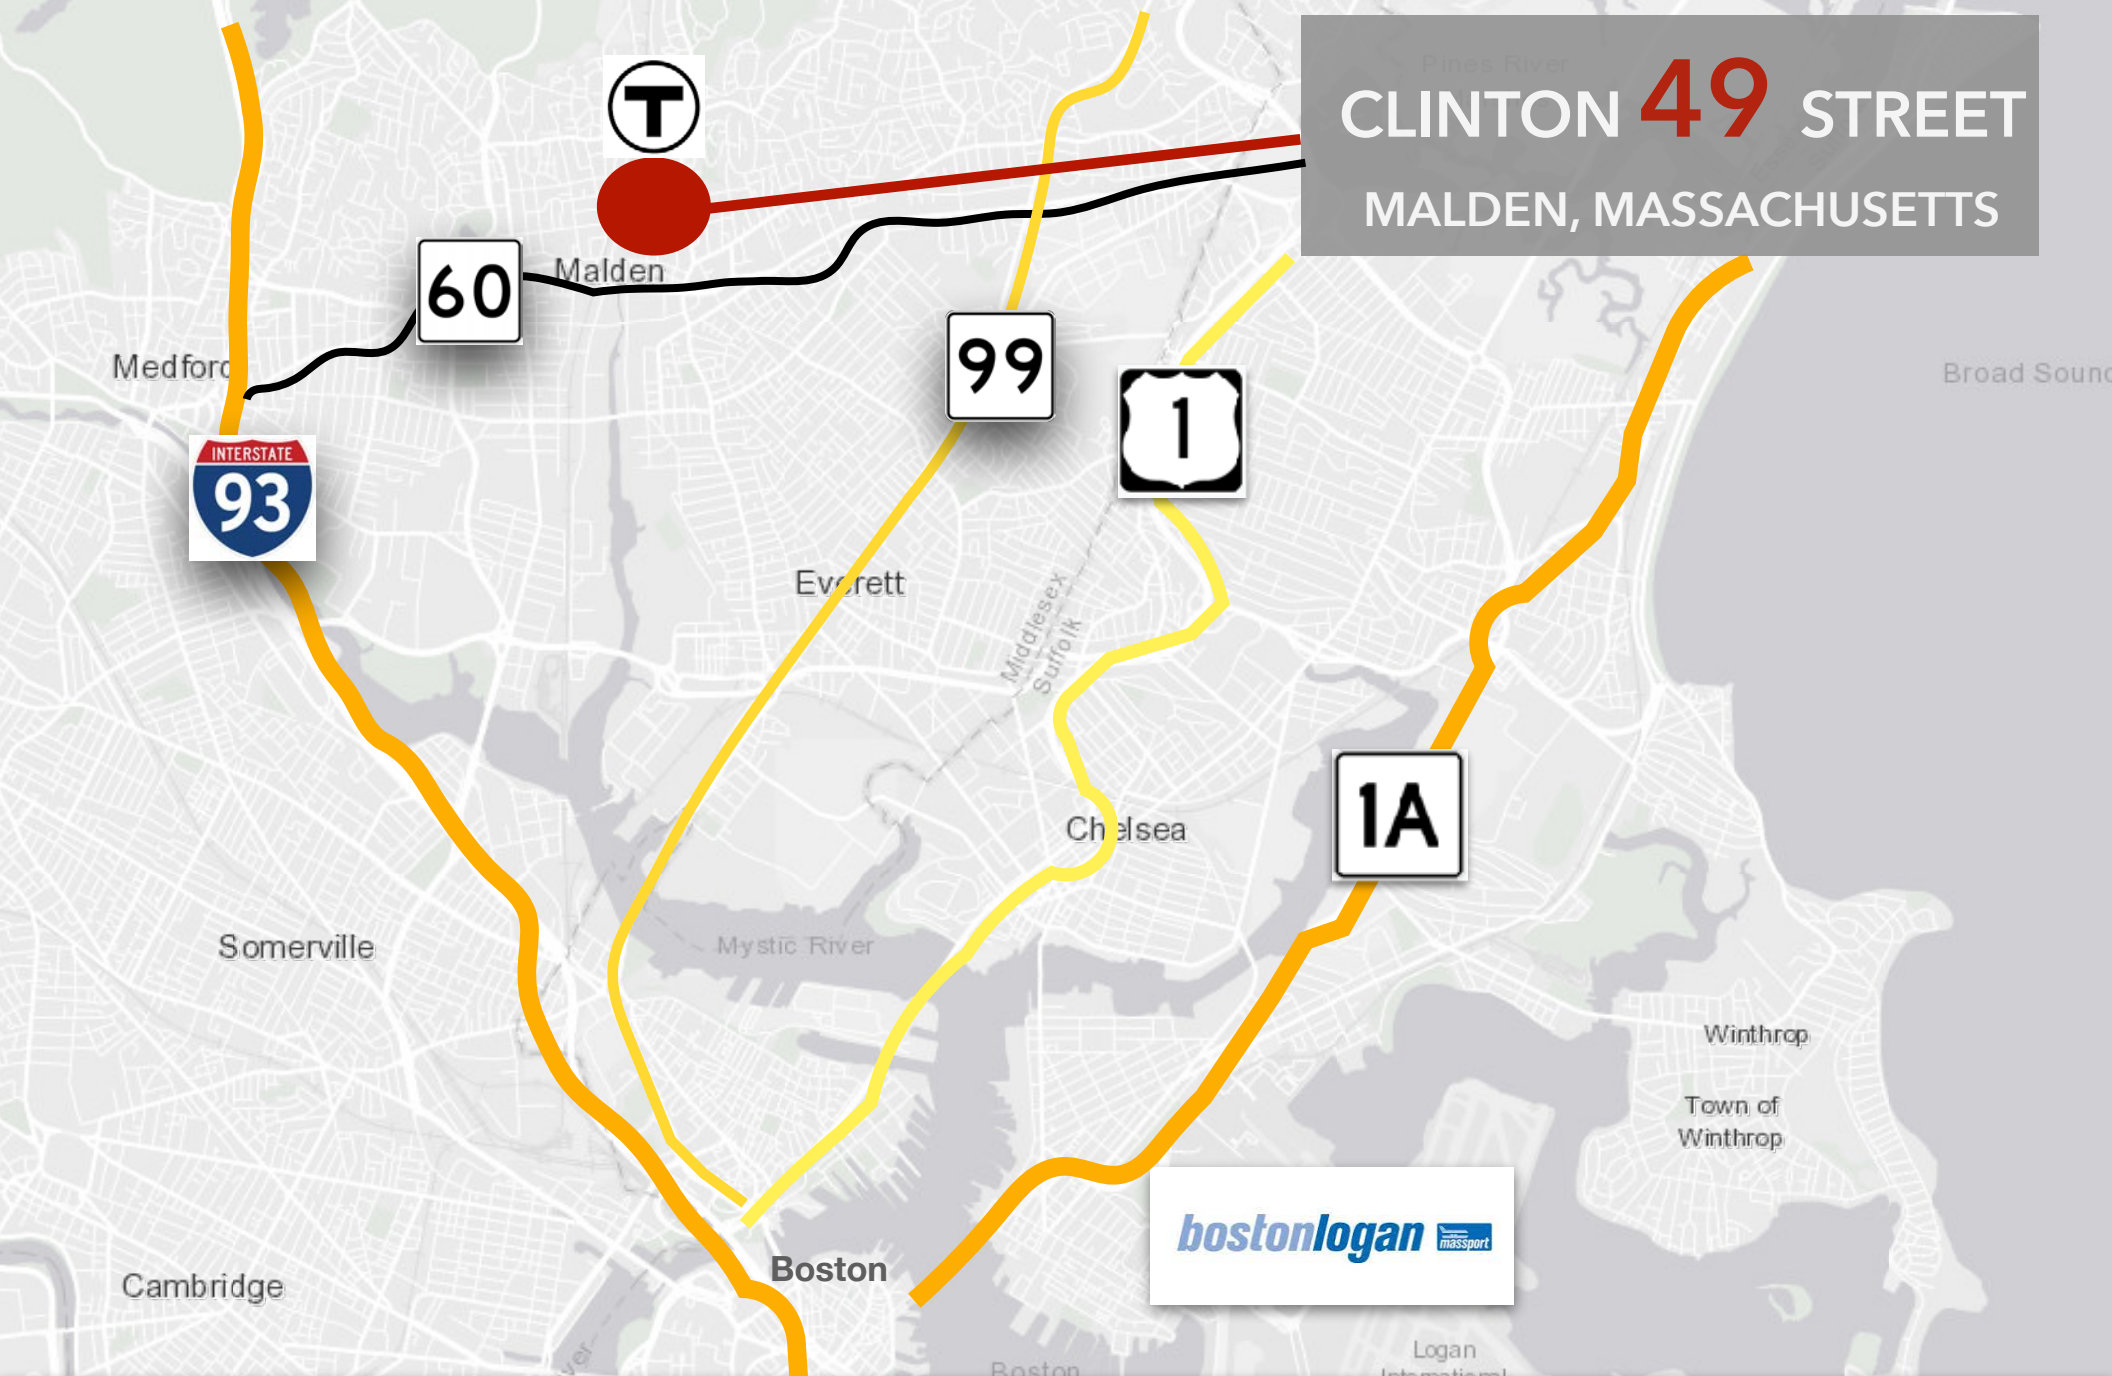 Pines River
CLINTON 49 STREET
MALDEN, MASSACHUSETTS
T
60
Malden
99
Medford
1
Broad Sound
INTERSTATE
93
Everett
Middlesex
Suffolk
1A
Chelsea
Somerville
Mystic River
Winthrop
Town of
Winthrop
bostonlogan massport
Boston
Cambridge
Logan
International
Boston